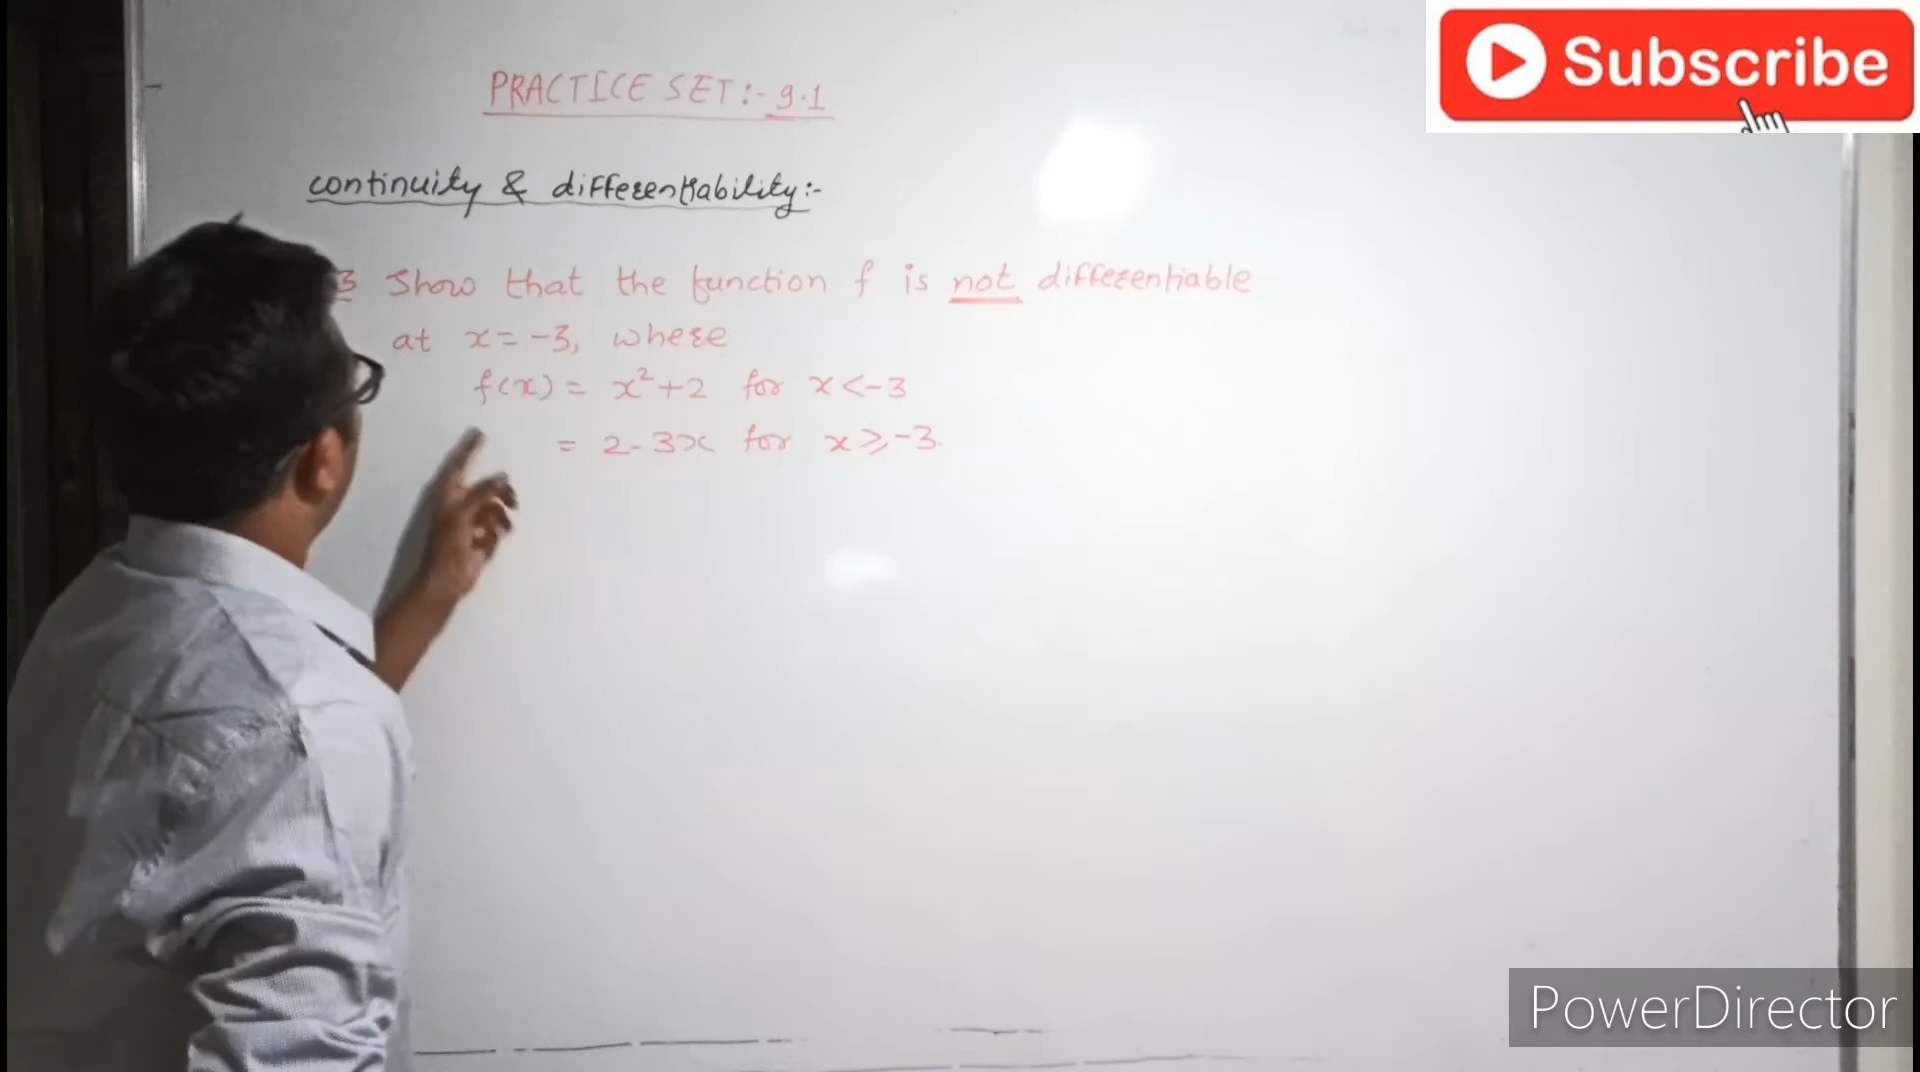 Subscribe
PRACTICE SET:- 9.1
continuity & differentiability:-
3 Show that the function f is not differentiable
at x = -3, where
f(x) = x²+2 for x < -3
= 2-3x for x ⩾ -3.
PowerDirector